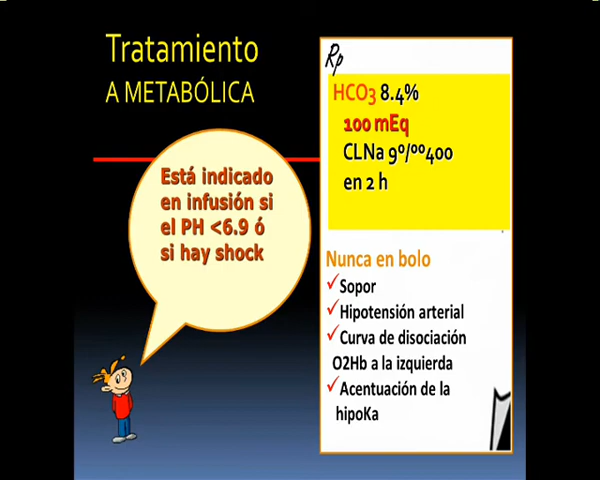 Tratamiento
A METABÓLICA
Está indicado
en infusión si
el PH <6.9 ó
si hay shock
Rp
HCO3 8.4%
100 mEq
CLNa 9º/ºº400
en 2 h
Nunca en bolo
✓Sopor
✓Hipotensión arterial
✓Curva de disociación
O2Hb a la izquierda
✓Acentuación de la
hipoKa